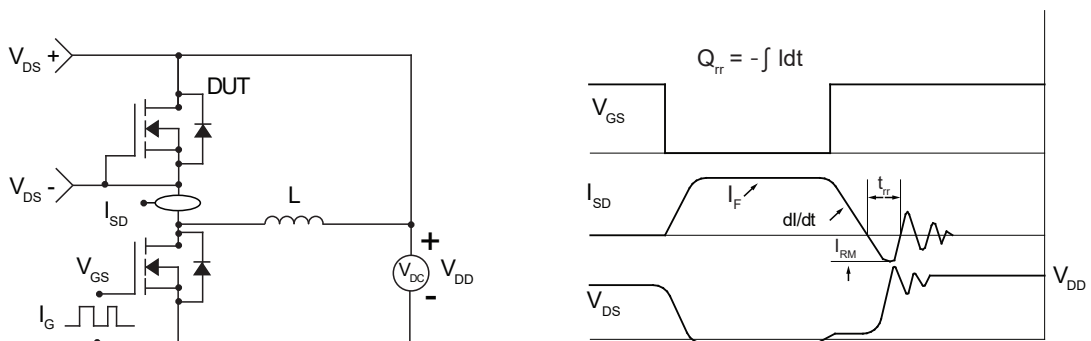 V_DS +
DUT
V_DS -
I_SD
L
V_GS
I_G
V_DC
+
-
V_DD
Q_rr = - ∫ Idt
V_GS
I_SD
I_F
dI/dt
t_rr
I_RM
V_DS
V_DD